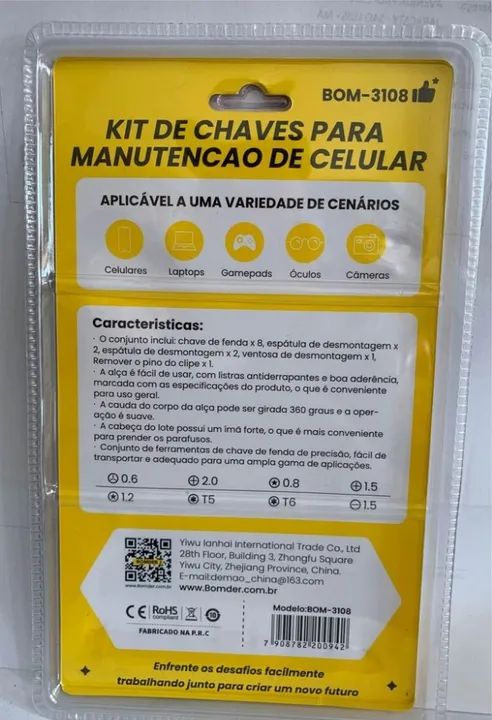 BOM-3108
KIT DE CHAVES PARA
MANUTENCAO DE CELULAR
APLICÁVEL A UMA VARIEDADE DE CENÁRIOS
Celulares Laptops Gamepads Óculos Câmeras
Caracteristicas:
· O conjunto inclui: chave de fenda x 8, espátula de desmontagem x
2, espátula de desmontagem x 2, ventosa de desmontagem x 1,
Remover o pino do clipe x 1.
· A alça é fácil de usar, com listras antiderrapantes e boa aderência,
marcada com as especificações do produto, o que é conveniente
para uso geral.
· A cauda do corpo da alça pode ser girada 360 graus e a oper-
ação é suave.
· A cabeça do lote possui um imã forte, o que é mais conveniente
para prender os parafusos.
· Conjunto de ferramentas de chave de fenda de precisão, fácil de
transportar e adequado para uma ampla gama de aplicações.
0.6 2.0 0.8 1.5
1.2 T5 T6 1.5
Yiwu lanhai International Trade Co., Ltd
28th Floor, Building 3, Zhongfu Square
Yiwu City, Zhejiang Province, China.
E-mail:demao_china@163.com
www.Bomder.com.br
CE RoHS
compliant
10
FABRICADO NA P.R.C
Modelo:BOM-3108
7 908782 200942
Enfrente os desafios facilmente
trabalhando junto para criar um novo futuro